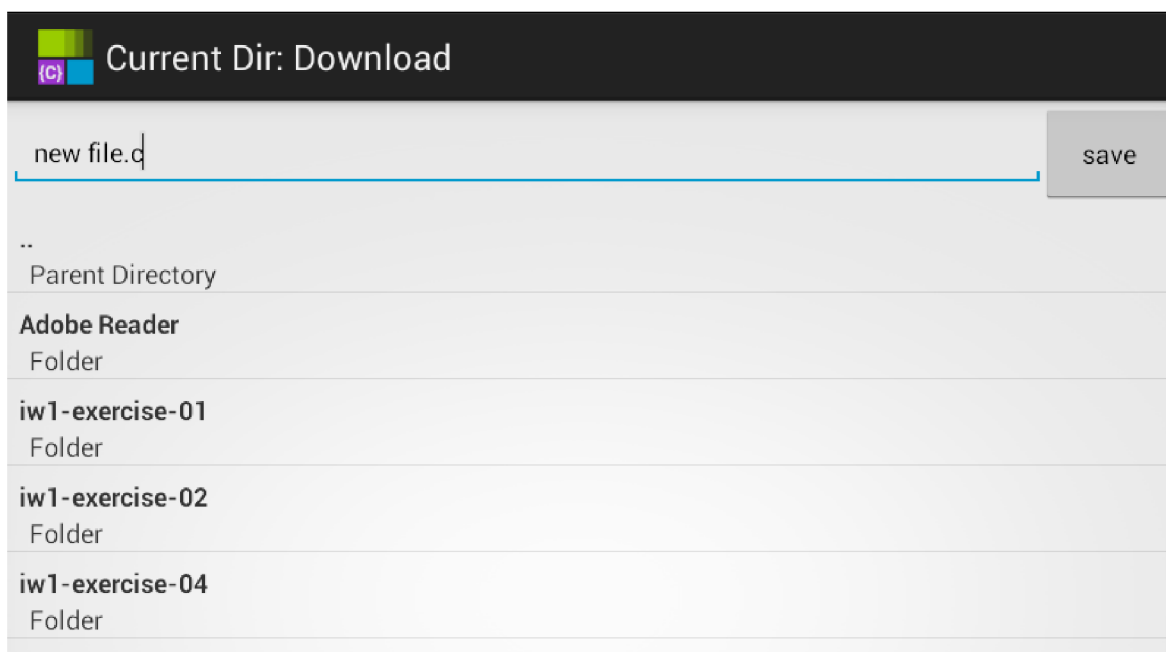 {C} Current Dir: Download
new file.c
save
..
Parent Directory
Adobe Reader
Folder
iw1-exercise-01
Folder
iw1-exercise-02
Folder
iw1-exercise-04
Folder